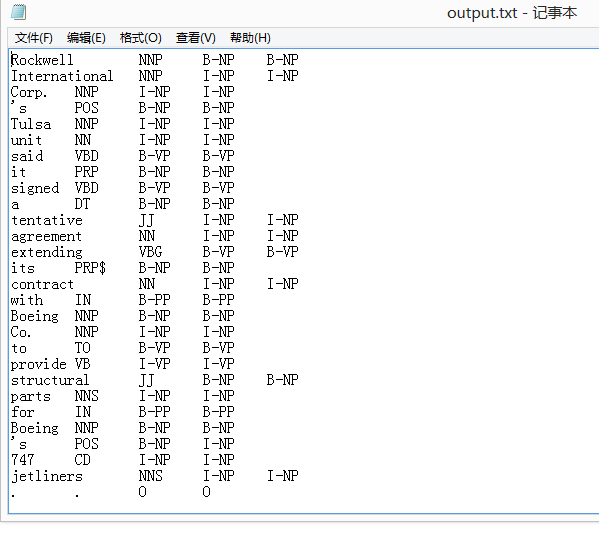 output.txt - 记事本
文件(F) 编辑(E) 格式(O) 查看(V) 帮助(H)
Rockwell NNP B-NP B-NP
International NNP I-NP I-NP
Corp. NNP I-NP I-NP
's POS B-NP B-NP
Tulsa NNP I-NP I-NP
unit NN I-NP I-NP
said VBD B-VP B-VP
it PRP B-NP B-NP
signed VBD B-VP B-VP
a DT B-NP B-NP
tentative JJ I-NP I-NP
agreement NN I-NP I-NP
extending VBG B-VP B-VP
its PRP$ B-NP B-NP
contract NN I-NP I-NP
with IN B-PP B-PP
Boeing NNP B-NP B-NP
Co. NNP I-NP I-NP
to TO B-VP B-VP
provide VB I-VP I-VP
structural JJ B-NP B-NP
parts NNS I-NP I-NP
for IN B-PP B-PP
Boeing NNP B-NP B-NP
's POS B-NP I-NP
747 CD I-NP I-NP
jetliners NNS I-NP I-NP
. . O O